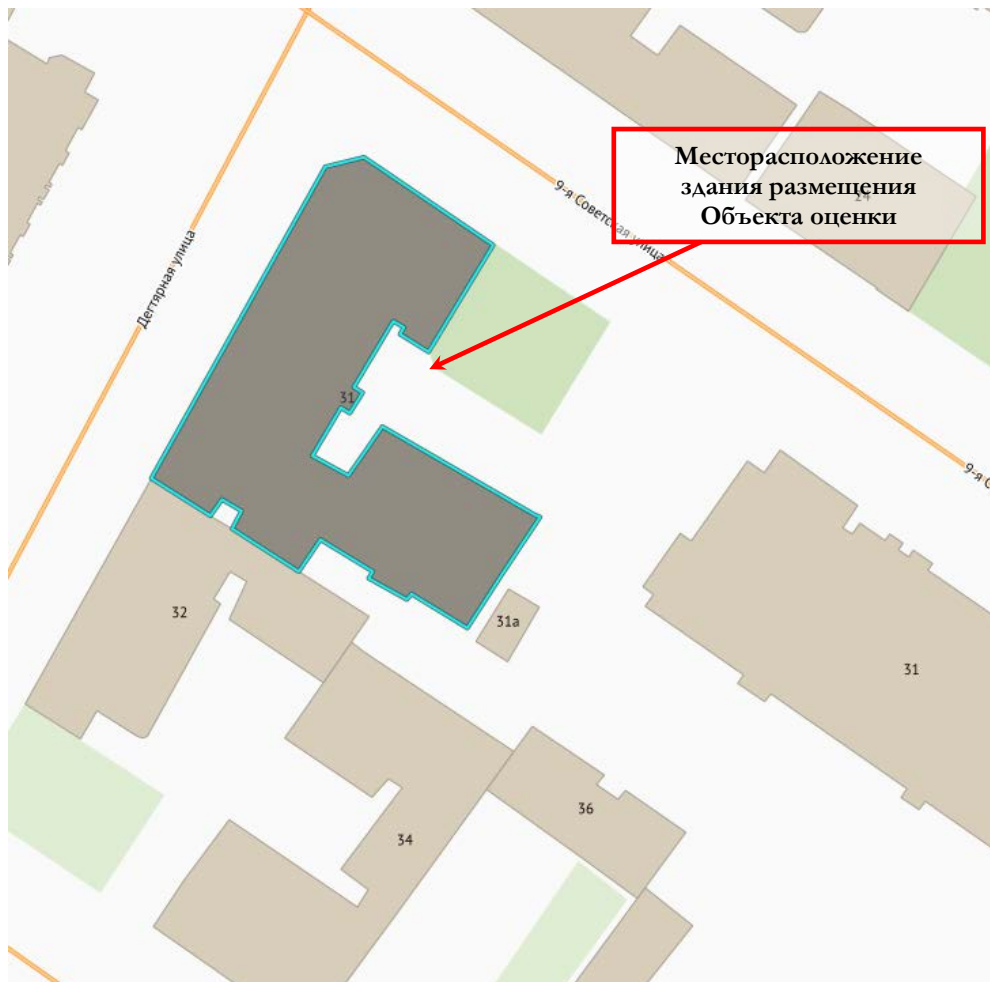 Месторасположение
здания размещения
Объекта оценки
24
9-я Советская улица
Дегтярная улица
31
9-я С
32
31а
31
36
34